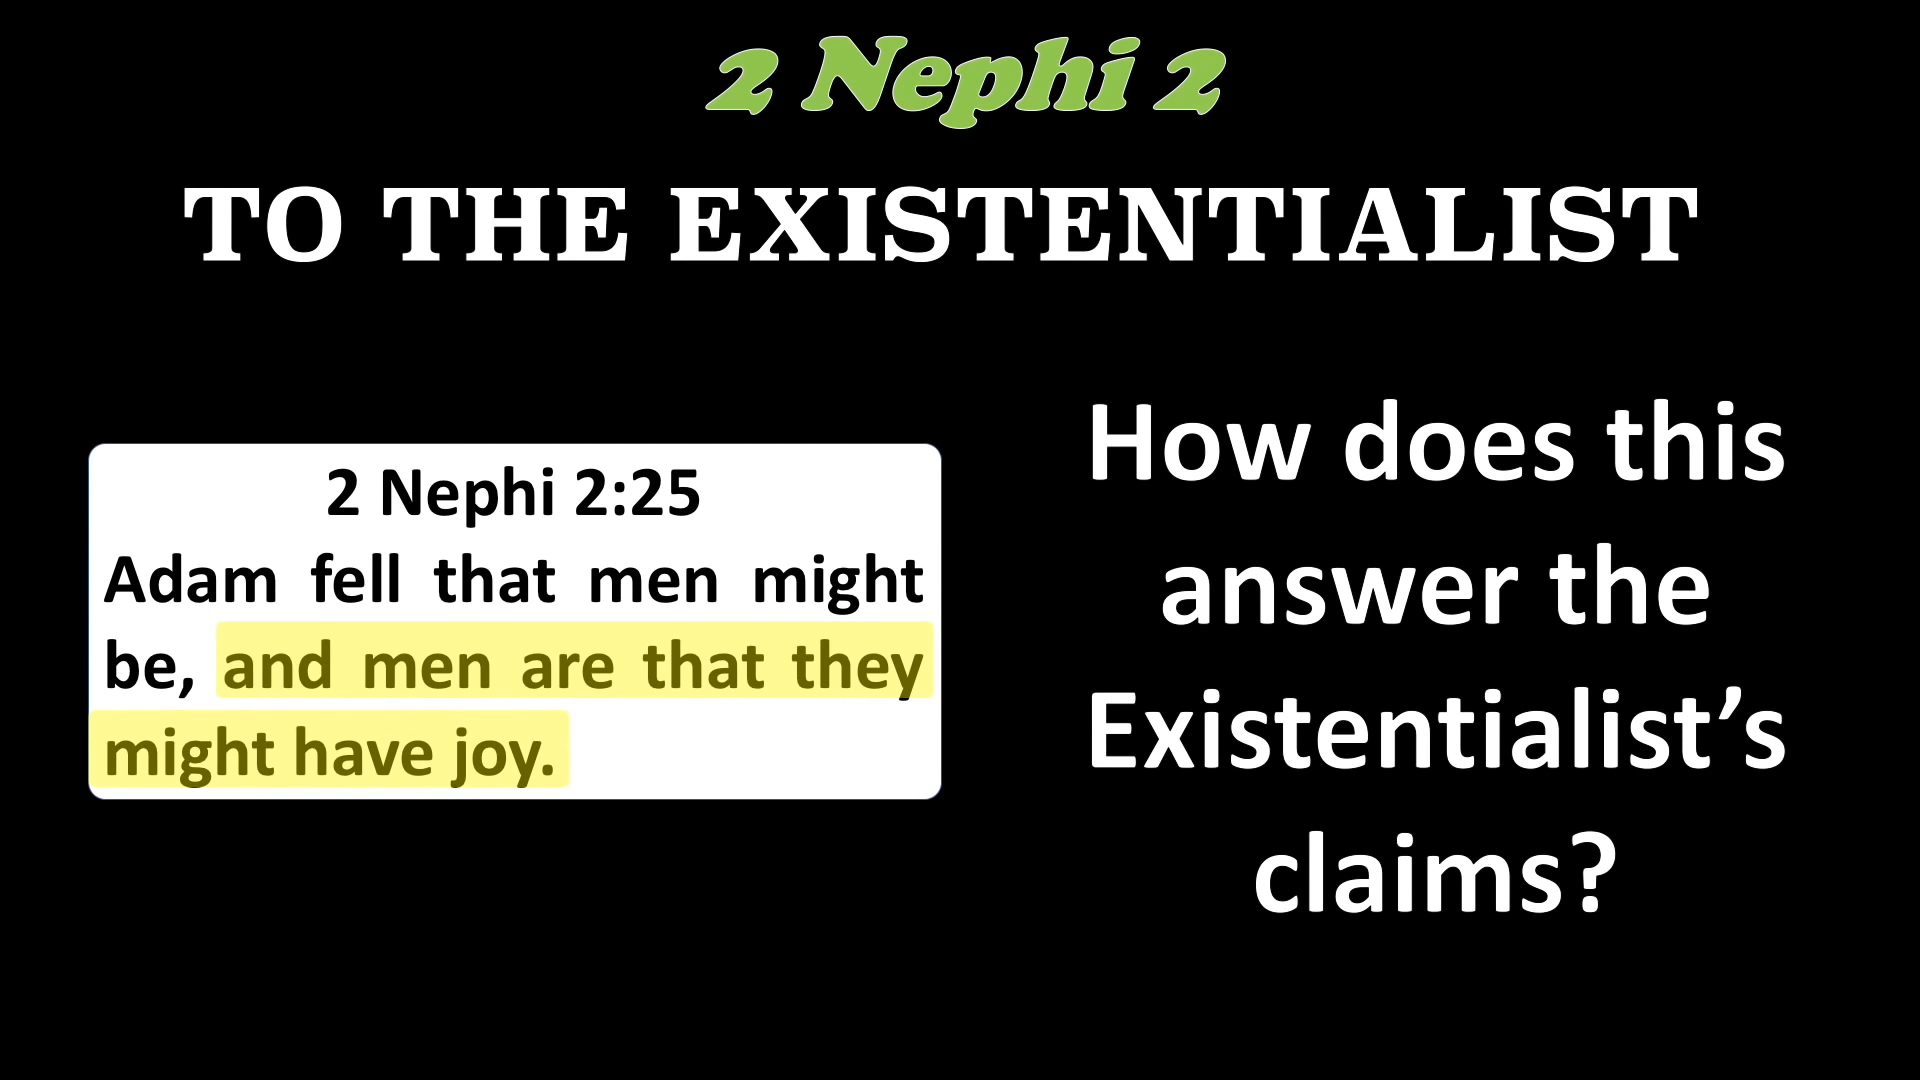 2 Nephi 2
TO THE EXISTENTIALIST
2 Nephi 2:25
Adam fell that men might
be, and men are that they
might have joy.
How does this
answer the
Existentialist’s
claims?